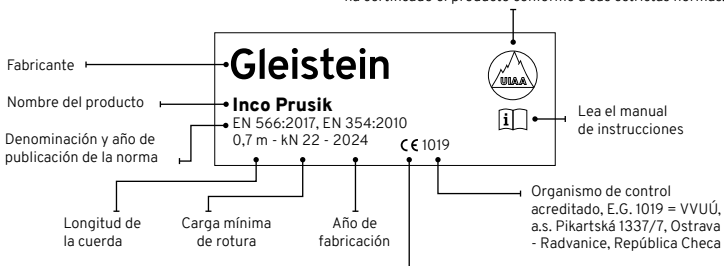 ha certificado el producto conforme a sus estrictas normas.
Fabricante
Gleistein
UIAA
Nombre del producto
Inco Prusik
Denominación y año de
publicación de la norma
EN 566:2017, EN 354:2010
0,7 m - kN 22 - 2024
CE 1019
i
Lea el manual
de instrucciones
Longitud de
la cuerda
Carga mínima
de rotura
Año de
fabricación
Organismo de control
acreditado, E.G. 1019 = VVUÚ,
a.s. Pikartská 1337/7, Ostrava
- Radvanice, República Checa